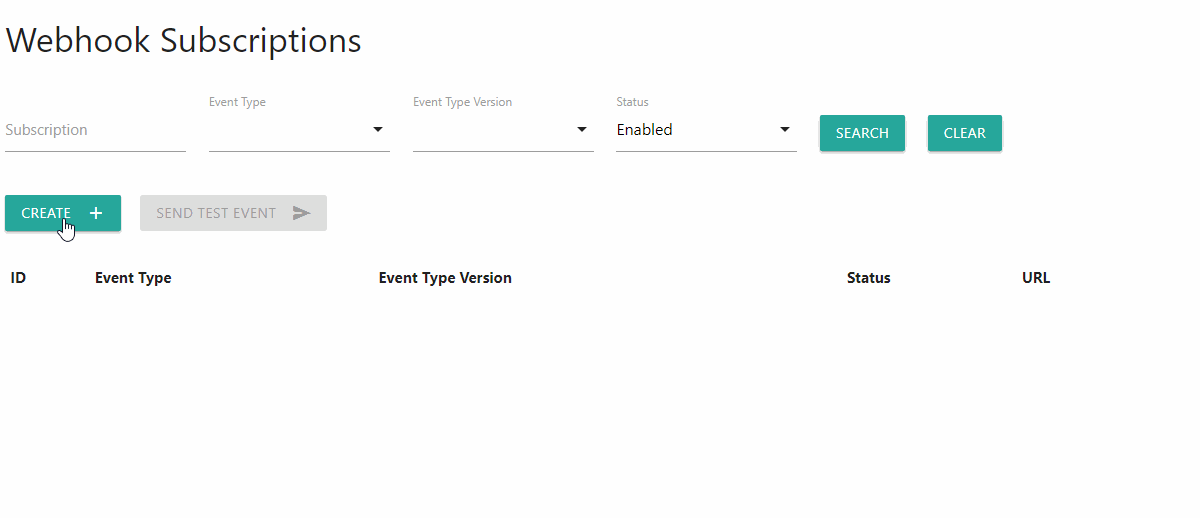 Webhook Subscriptions
Event Type Event Type Version Status
Subscription Enabled SEARCH CLEAR
CREATE + SEND TEST EVENT
ID Event Type Event Type Version Status URL